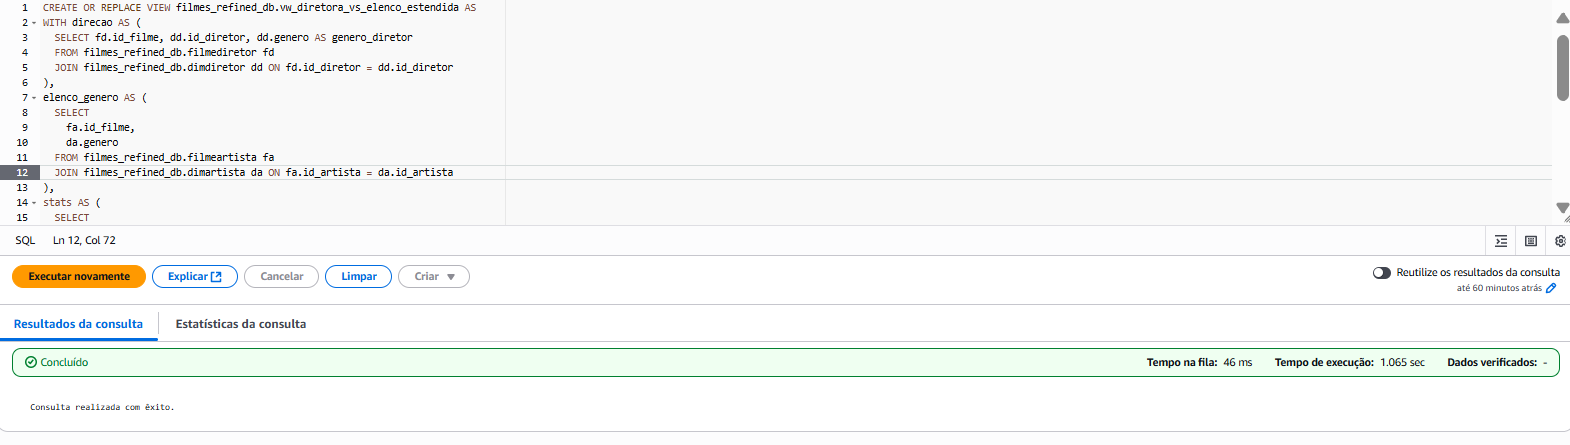 1 CREATE OR REPLACE VIEW filmes_refined_db.vw_diretora_vs_elenco_estendida AS
2 WITH direcao AS (
3 SELECT fd.id_filme, dd.id_diretor, dd.genero AS genero_diretor
4 FROM filmes_refined_db.filmediretor fd
5 JOIN filmes_refined_db.dimdiretor dd ON fd.id_diretor = dd.id_diretor
6 ),
7 elenco_genero AS (
8 SELECT
9 fa.id_filme,
10 da.genero
11 FROM filmes_refined_db.filmeartista fa
12 JOIN filmes_refined_db.dimartista da ON fa.id_artista = da.id_artista
13 ),
14 stats AS (
15 SELECT
SQL Ln 12, Col 72
Executar novamente Explicar Cancelar Limpar Criar Reutilize os resultados da consulta
até 60 minutos atrás
Resultados da consulta Estatísticas da consulta
Concluído Tempo na fila: 46 ms Tempo de execução: 1.065 sec Dados verificados: -
Consulta realizada com êxito.